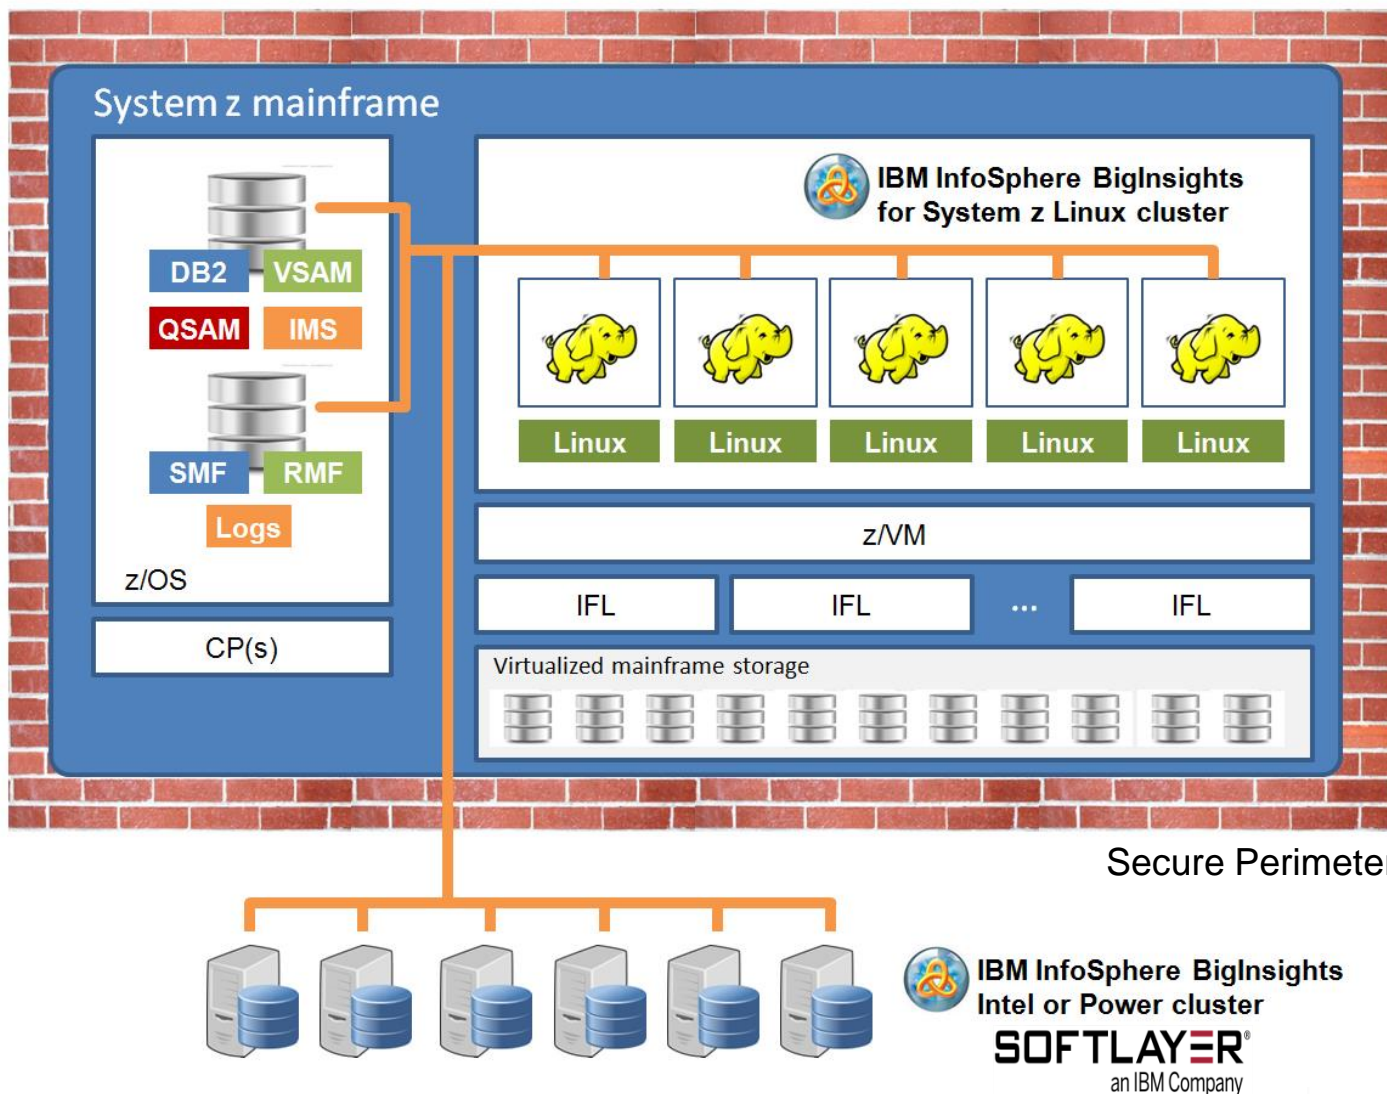 System z mainframe
IBM InfoSphere BigInsights
for System z Linux cluster
DB2
VSAM
QSAM
IMS
SMF
RMF
Logs
z/OS
CP(s)
Linux
Linux
Linux
Linux
Linux
z/VM
IFL
IFL
...
IFL
Virtualized mainframe storage
Secure Perimeter
IBM InfoSphere BigInsights
Intel or Power cluster
SOFTLAYER®
an IBM Company